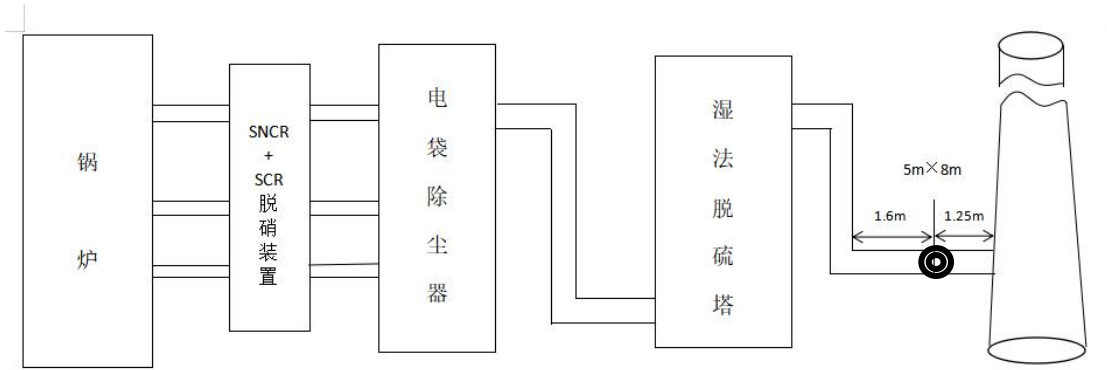 锅炉
SNCR
+
SCR
脱
硝
装
置
电袋除尘器
湿法脱硫塔
5m×8m
1.6m
1.25m